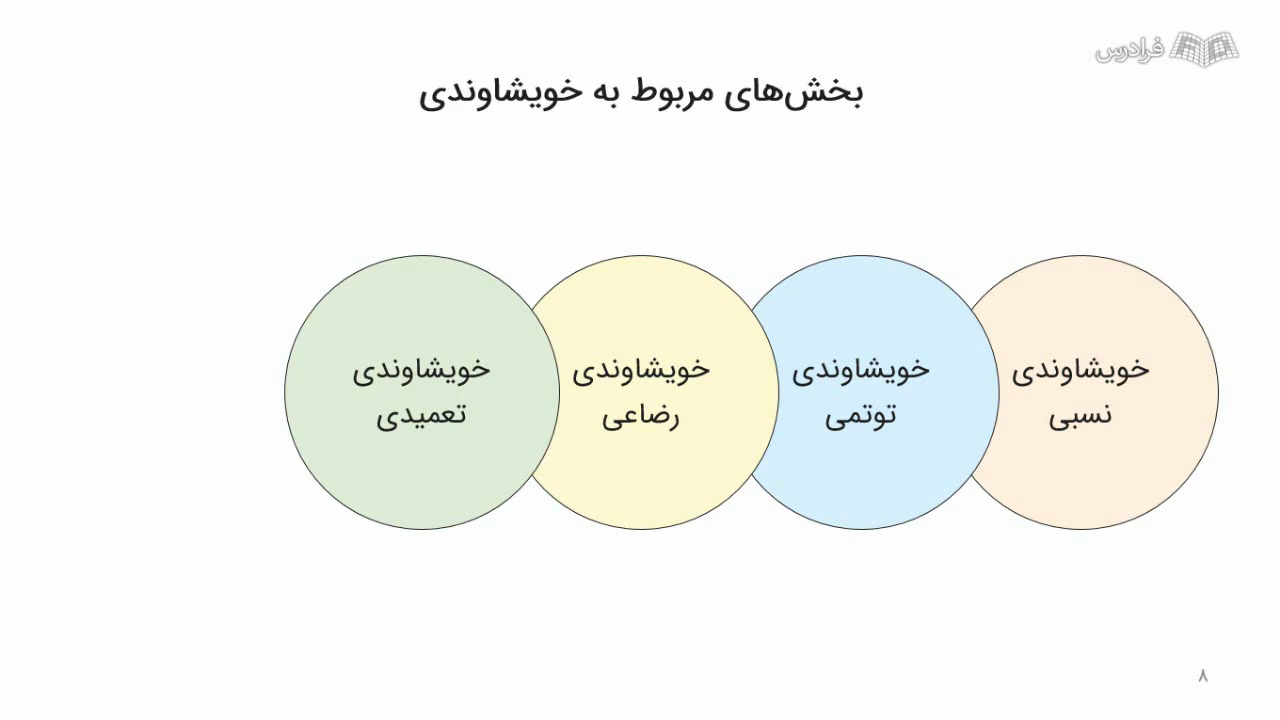 فرادرس
بخش‌های مربوط به خویشاوندی
خویشاوندی
نسبی
خویشاوندی
توتمی
خویشاوندی
رضاعی
خویشاوندی
تعمیدی
۸